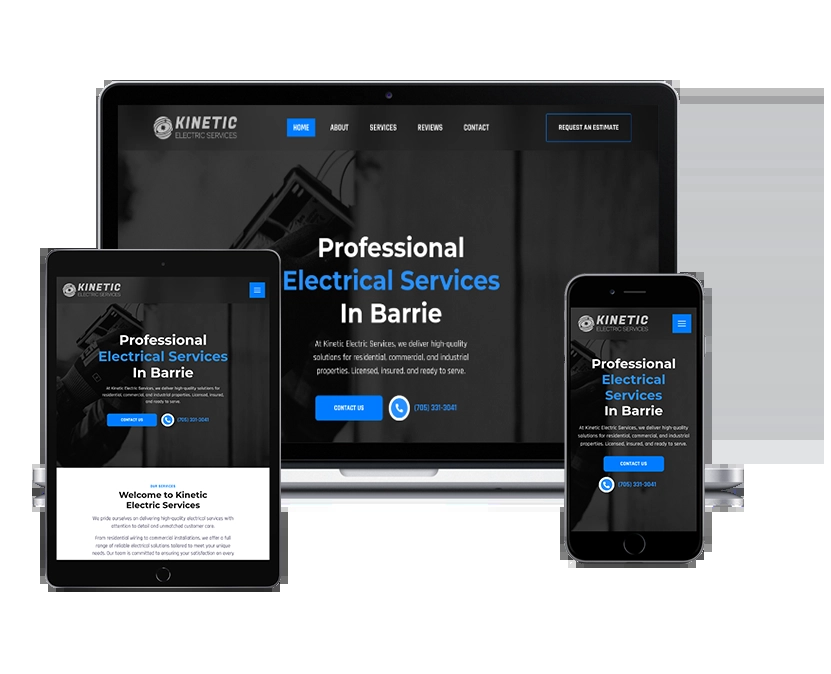 KINETIC
ELECTRIC SERVICES
HOME
ABOUT
SERVICES
REVIEWS
CONTACT
REQUEST AN ESTIMATE
Professional
Electrical Services
In Barrie
At Kinetic Electric Services, we deliver high-quality
solutions for residential, commercial, and industrial
properties. Licensed, insured, and ready to serve.
CONTACT US
(705) 331-3041
KINETIC
ELECTRIC SERVICES
Professional
Electrical Services
In Barrie
At Kinetic Electric Services, we deliver high-quality solutions for
residential, commercial, and industrial properties. Licensed, insured,
and ready to serve.
CONTACT US
(705) 331-3041
OUR SERVICES
Welcome to Kinetic
Electric Services
We pride ourselves on delivering high-quality electrical services with
attention to detail and unmatched customer care.
From residential wiring to commercial installations, we offer a full
range of reliable electrical solutions tailored to meet your unique
needs. Our team is committed to ensuring your satisfaction on every
KINETIC
ELECTRIC SERVICES
Professional
Electrical
Services
In Barrie
At Kinetic Electric Services, we deliver high-quality
solutions for residential, commercial, and industrial
properties. Licensed, insured, and ready to serve.
CONTACT US
(705) 331-3041